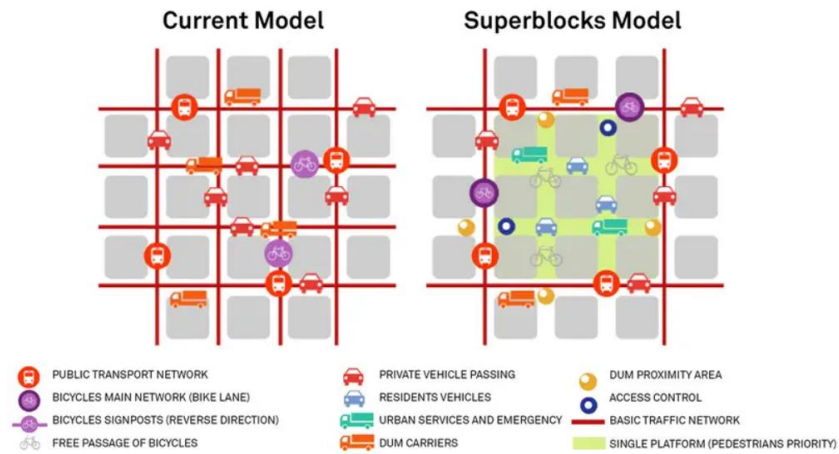 Current Model
Superblocks Model
PUBLIC TRANSPORT NETWORK
BICYCLES MAIN NETWORK (BIKE LANE)
BICYCLES SIGNPOSTS (REVERSE DIRECTION)
FREE PASSAGE OF BICYCLES
PRIVATE VEHICLE PASSING
RESIDENTS VEHICLES
URBAN SERVICES AND EMERGENCY
DUM CARRIERS
DUM PROXIMITY AREA
ACCESS CONTROL
BASIC TRAFFIC NETWORK
SINGLE PLATFORM (PEDESTRIANS PRIORITY)